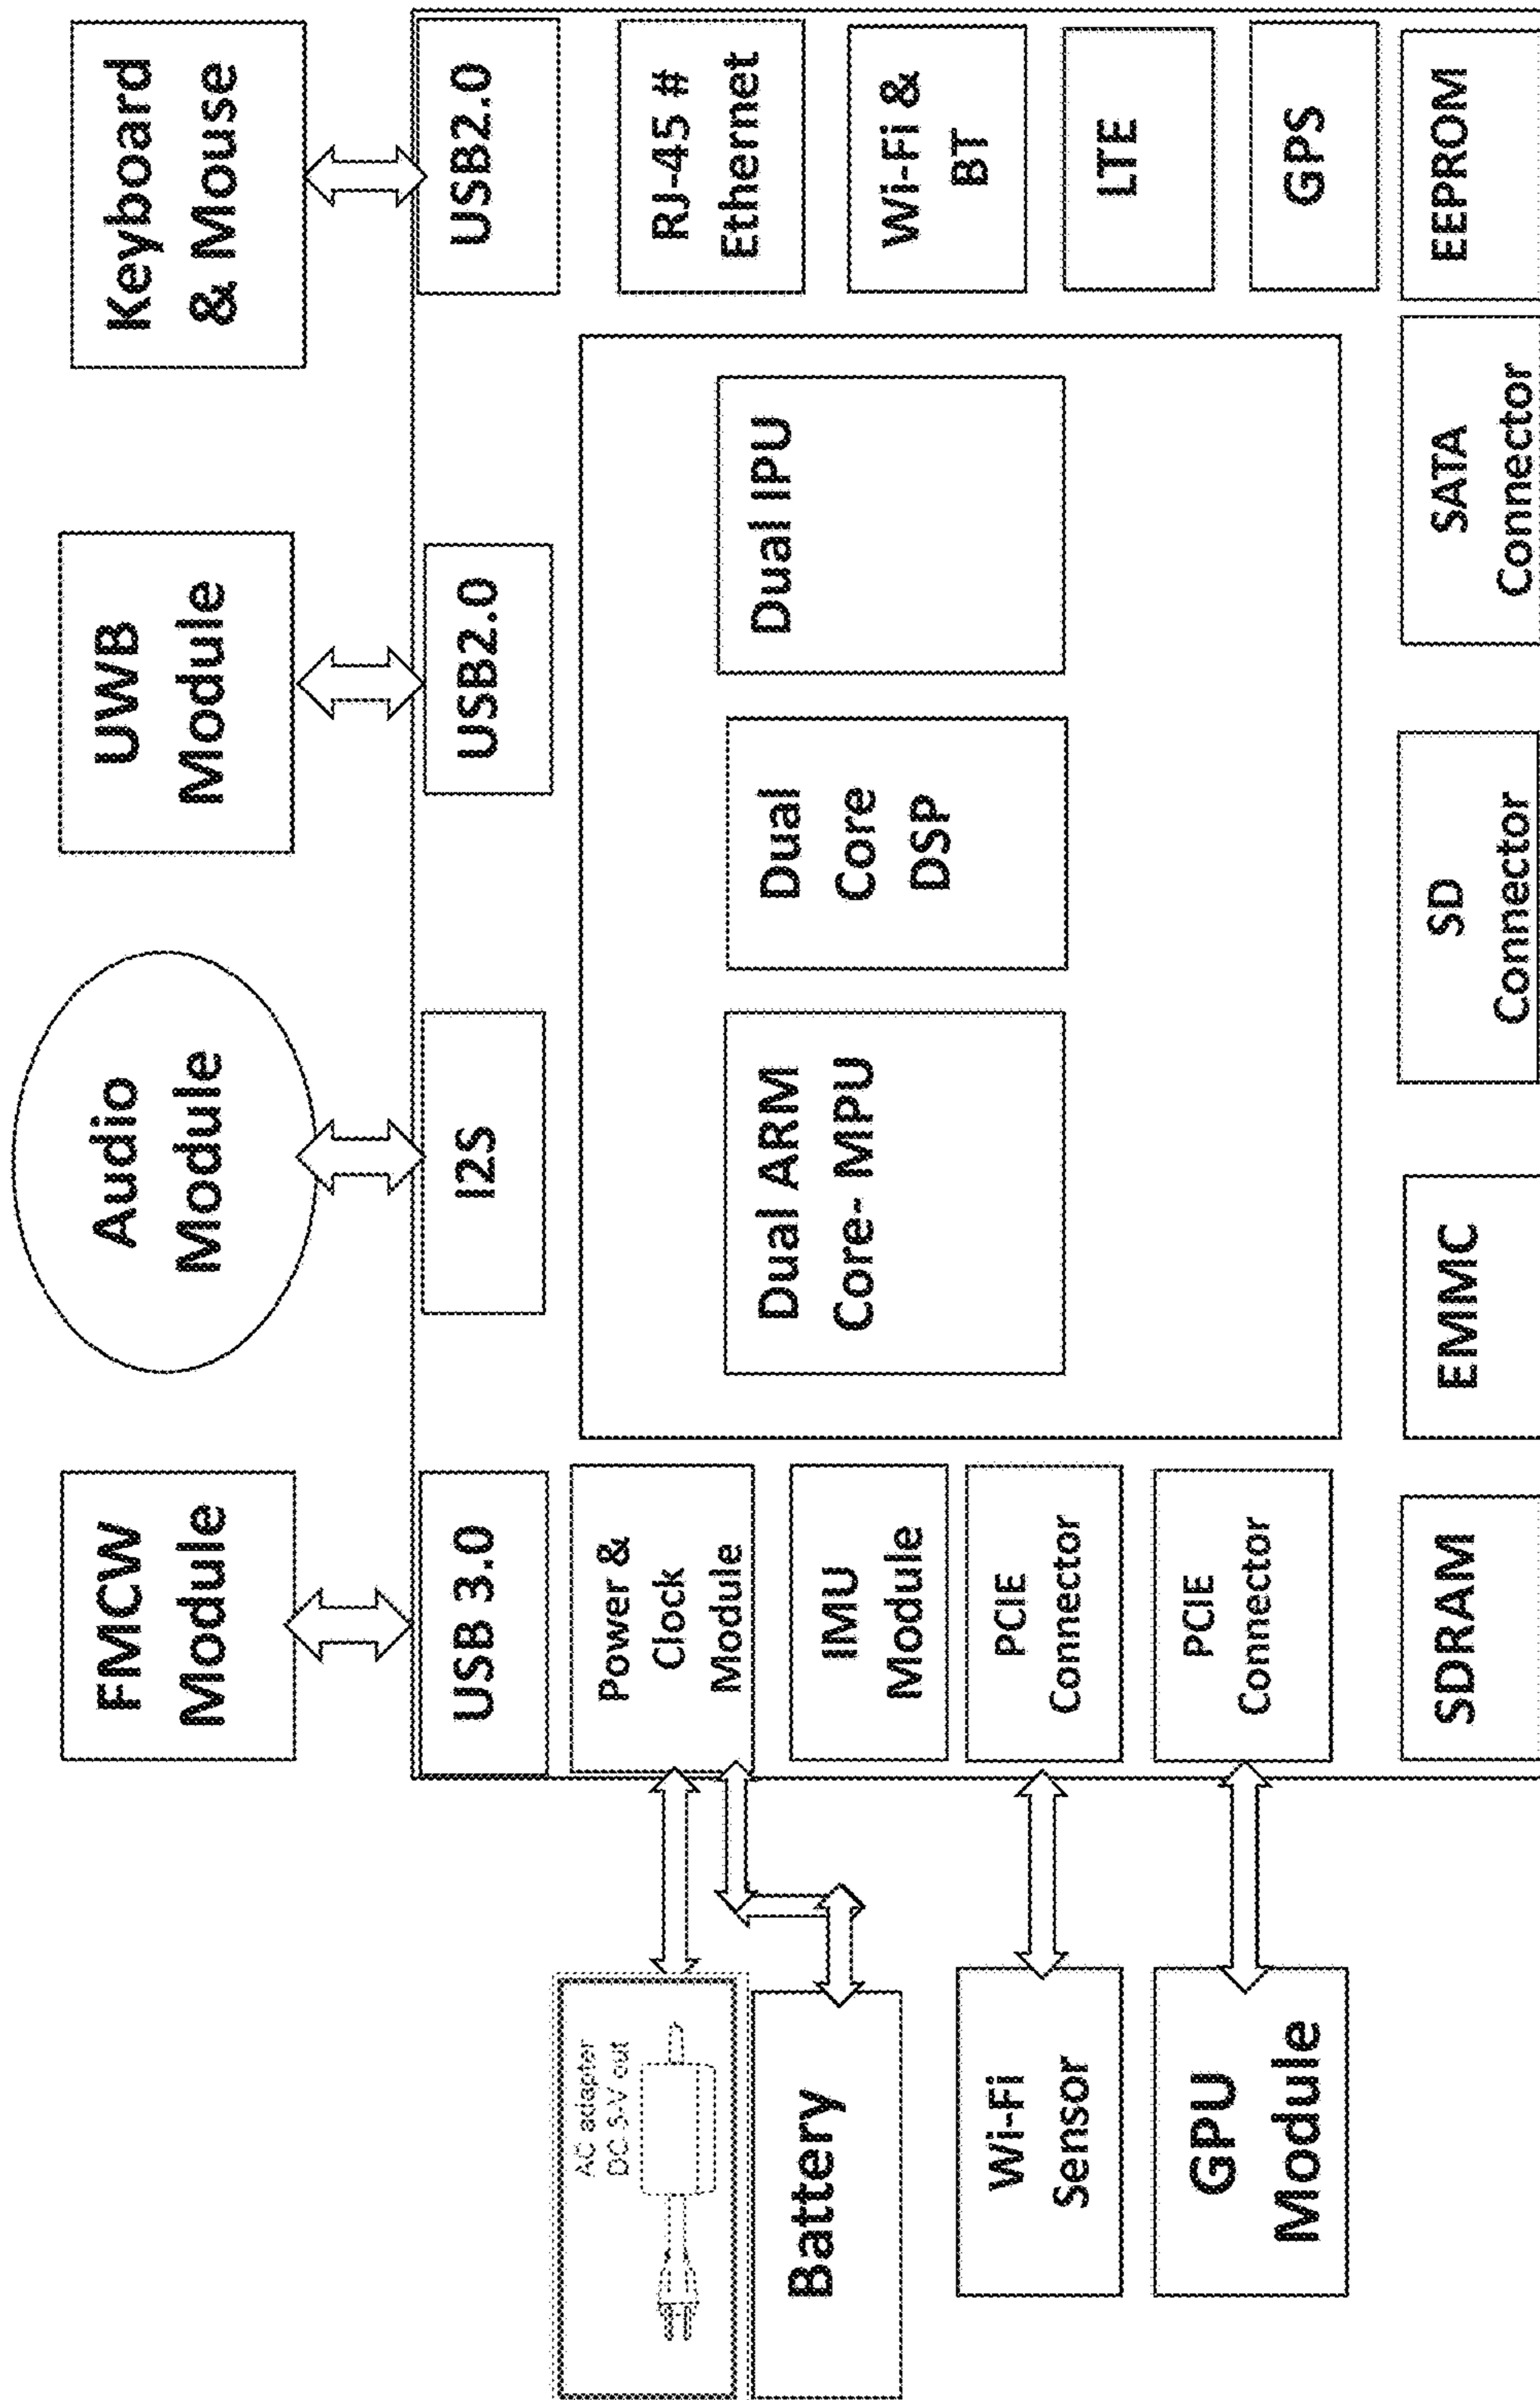 FMCW
Module
Audio
Module
UWB
Module
Keyboard
& Mouse
USB 3.0
I2S
USB2.0
USB2.0
AC adapter
DC-5-V out
Battery
Wi-Fi
Sensor
GPU
Module
Power &
Clock
Module
IMU
Module
PCIE
Connector
PCIE
Connector
Dual ARM
Core- MPU
Dual
Core
DSP
Dual IPU
RJ-45 #
Ethernet
Wi-Fi &
BT
LTE
GPS
SDRAM
EMMC
SD
Connector
SATA
Connector
EEPROM